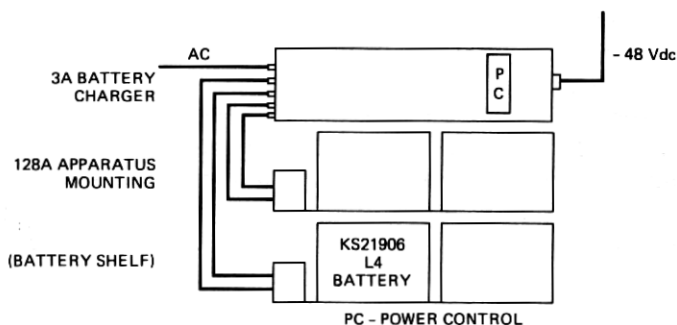 AC
- 48 Vdc
3A BATTERY
CHARGER
P
C
128A APPARATUS
MOUNTING
(BATTERY SHELF)
KS21906
L4
BATTERY
PC - POWER CONTROL